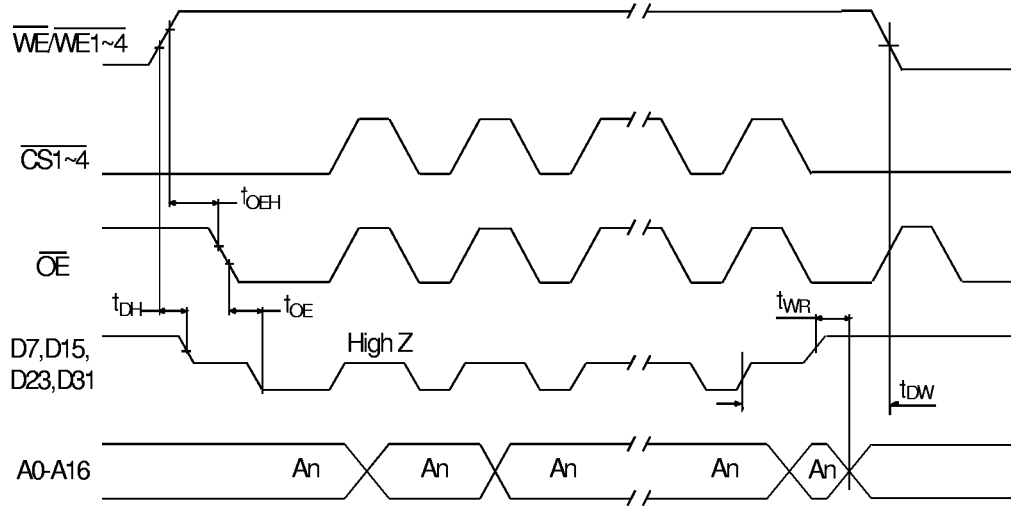 WE/WE1~4
CS1~4
tOEH
OE
tDH
tOE
tWR
D7,D15,
D23,D31
High Z
tDW
A0-A16
An
An
An
An
An